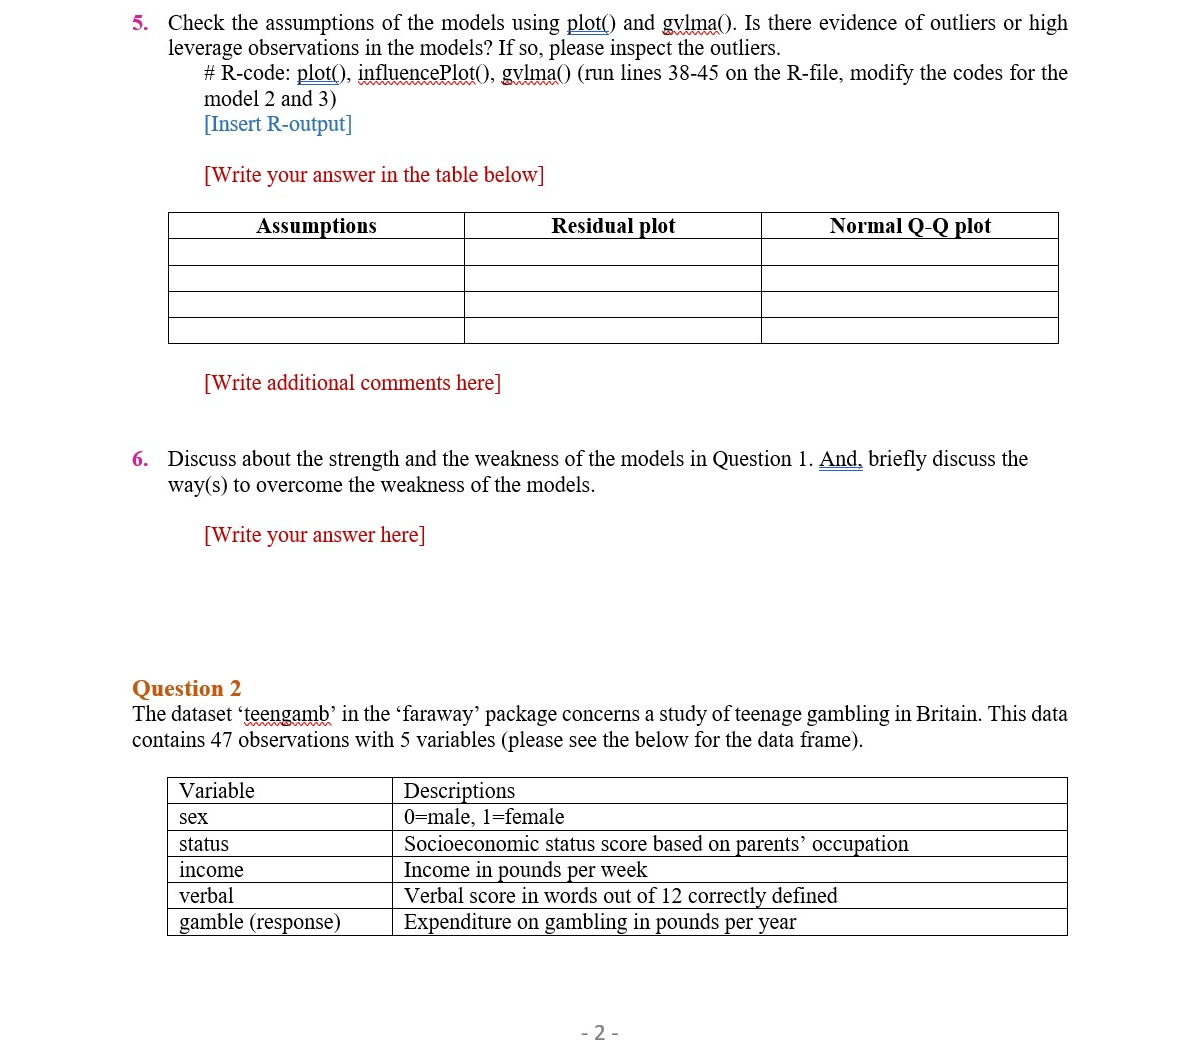 5. Check the assumptions of the models using plot() and gvlma(). Is there evidence of outliers or high
leverage observations in the models? If so, please inspect the outliers.
# R-code: plot(), influencePlot(), gvlma() (run lines 38-45 on the R-file, modify the codes for the
model 2 and 3)
[Insert R-output]
[Write your answer in the table below]
Assumptions Residual plot Normal Q-Q plot
[Write additional comments here]
6. Discuss about the strength and the weakness of the models in Question 1. And, briefly discuss the
way(s) to overcome the weakness of the models.
[Write your answer here]
Question 2
The dataset ‘teengamb’ in the ‘faraway’ package concerns a study of teenage gambling in Britain. This data
contains 47 observations with 5 variables (please see the below for the data frame).
Variable Descriptions
sex 0=male, 1=female
status Socioeconomic status score based on parents’ occupation
income Income in pounds per week
verbal Verbal score in words out of 12 correctly defined
gamble (response) Expenditure on gambling in pounds per year
- 2 -